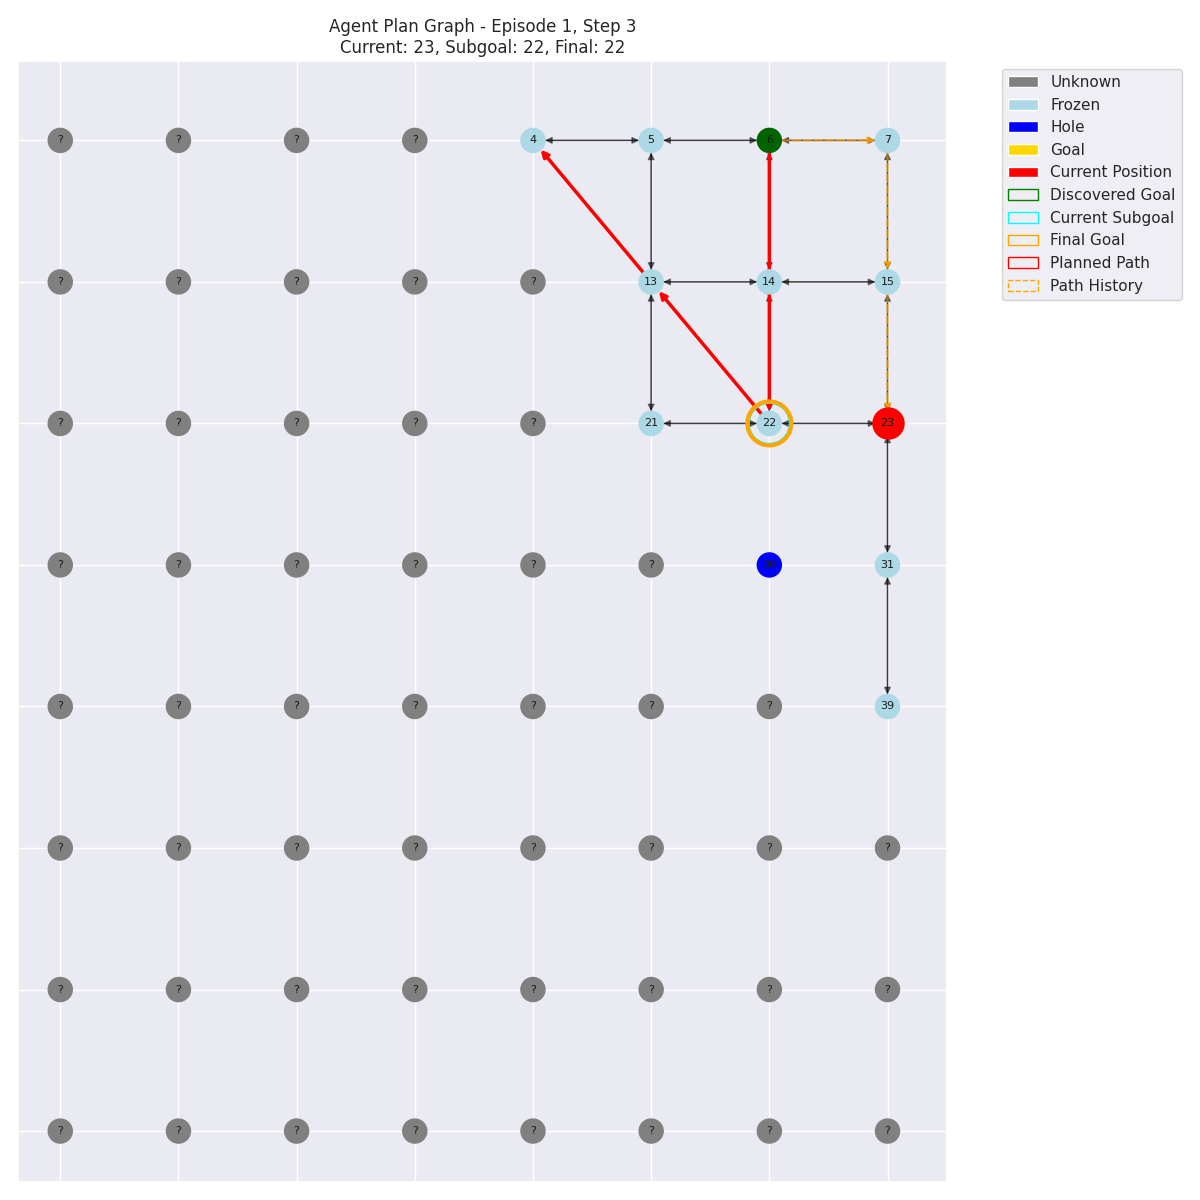 Agent Plan Graph - Episode 1, Step 3
Current: 23, Subgoal: 22, Final: 22
Unknown
Frozen
Hole
Goal
Current Position
Discovered Goal
Current Subgoal
Final Goal
Planned Path
Path History
? ? ? ? 4 5 6 7
? ? ? ? ? 13 14 15
? ? ? ? ? 21 22 23
? ? ? ? ? ? 30 31
? ? ? ? ? ? ? 39
? ? ? ? ? ? ? ?
? ? ? ? ? ? ? ?
? ? ? ? ? ? ? ?